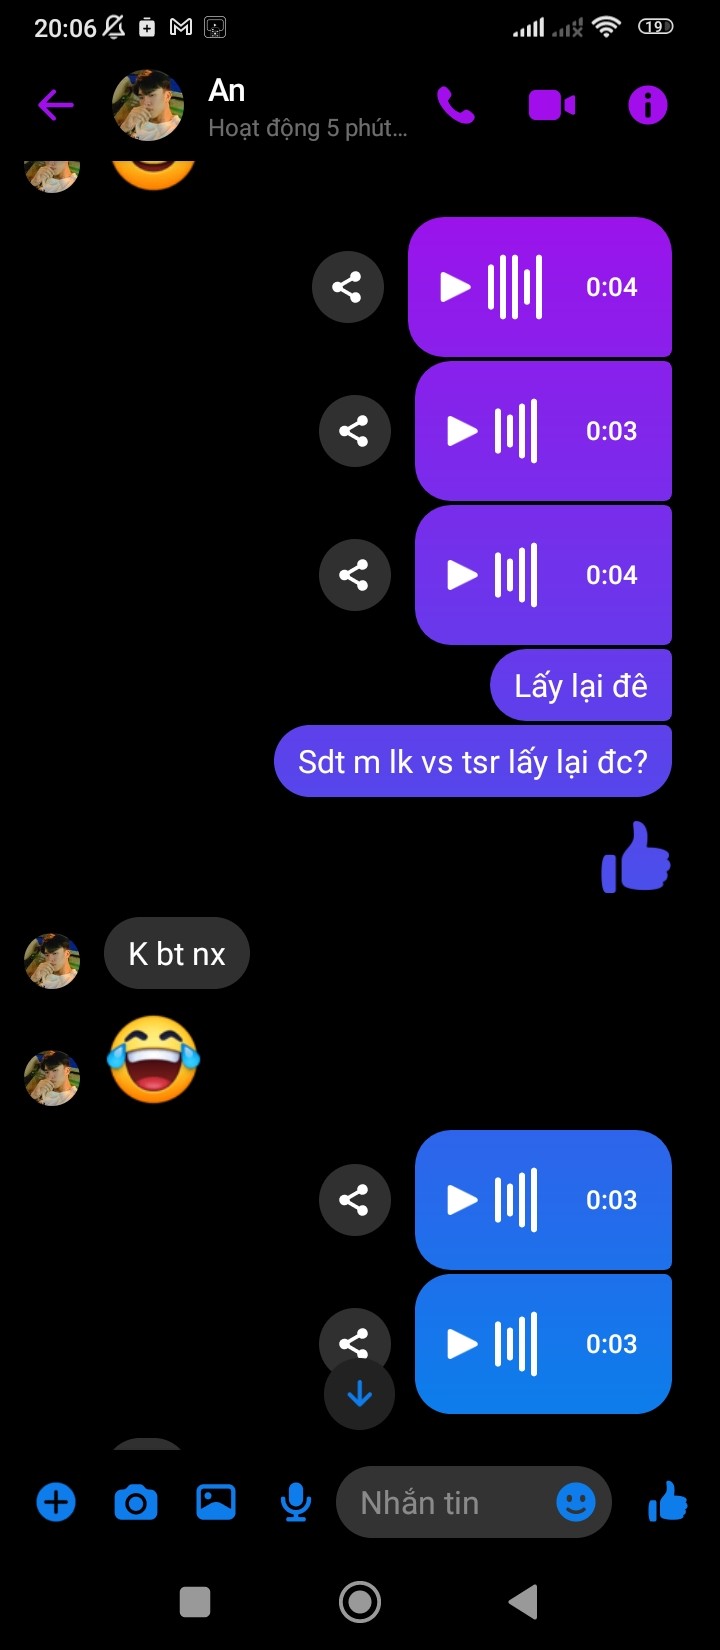 20:06
19
An
Hoạt động 5 phút...
0:04
0:03
0:04
Lấy lại đê
Sdt m lk vs tsr lấy lại đc?
K bt nx
0:03
0:03
Nhắn tin